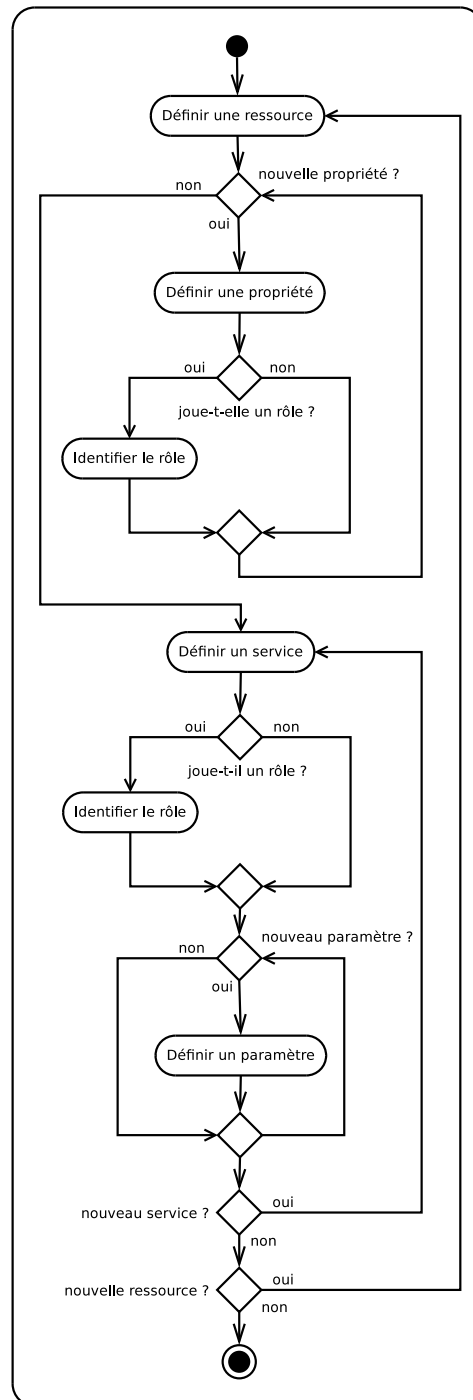 Définir une ressource
nouvelle propriété ?
non
oui
Définir une propriété
oui
non
joue-t-elle un rôle ?
Identifier le rôle
Définir un service
oui
non
joue-t-il un rôle ?
Identifier le rôle
nouveau paramètre ?
non
oui
Définir un paramètre
nouveau service ?
oui
non
nouvelle ressource ?
oui
non